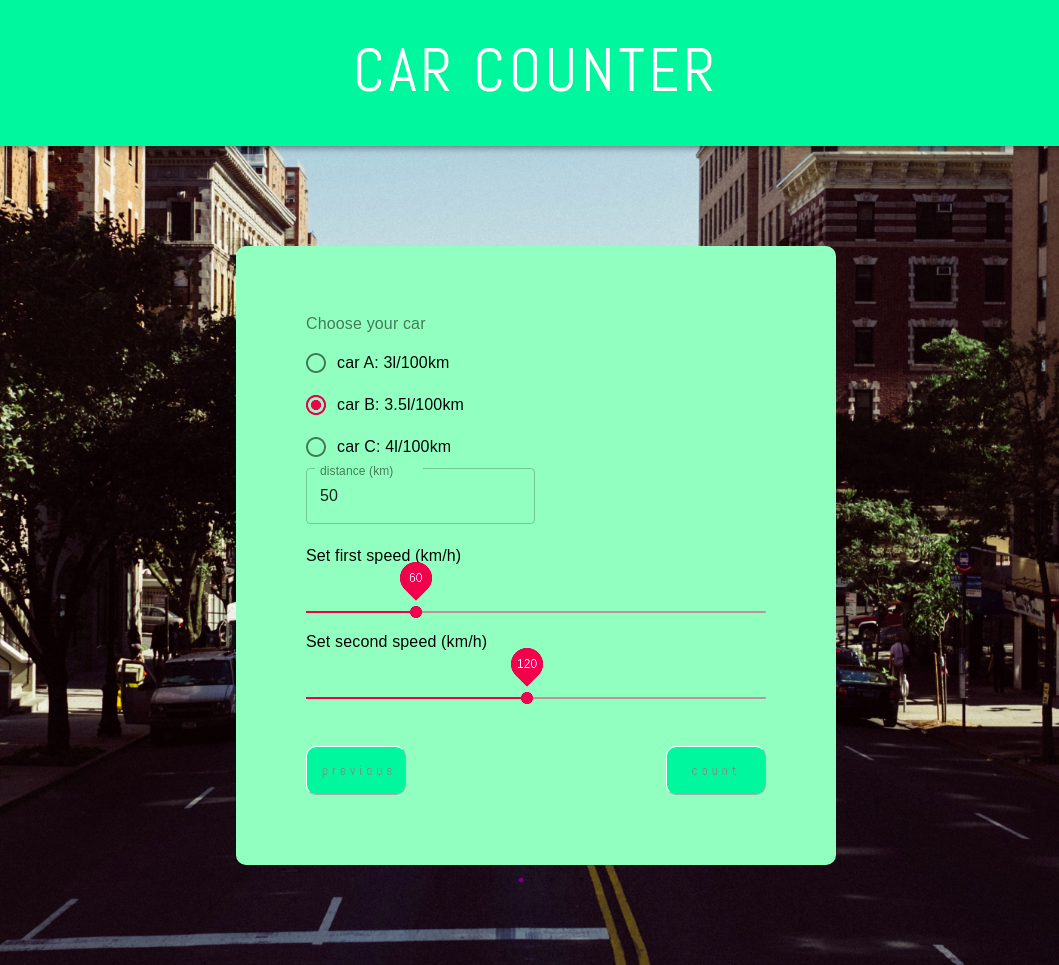 CAR COUNTER
Choose your car
car A: 3l/100km
car B: 3.5l/100km
car C: 4l/100km
distance (km)
50
Set first speed (km/h)
60
Set second speed (km/h)
120
previous
count